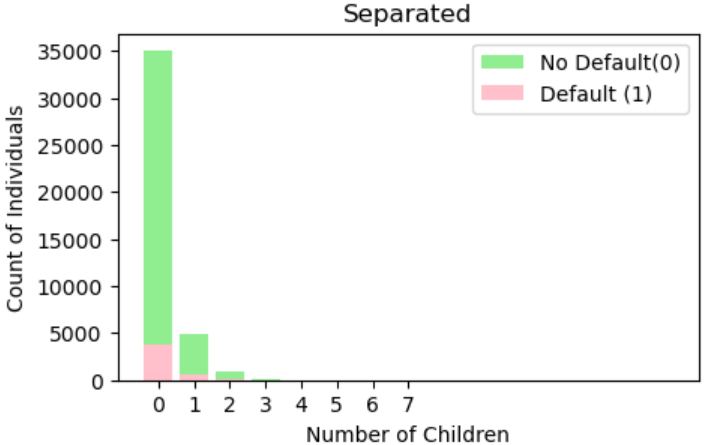 Separated
35000
30000
25000
20000
15000
10000
5000
0
Count of Individuals
No Default(0)
Default (1)
0 1 2 3 4 5 6 7
Number of Children